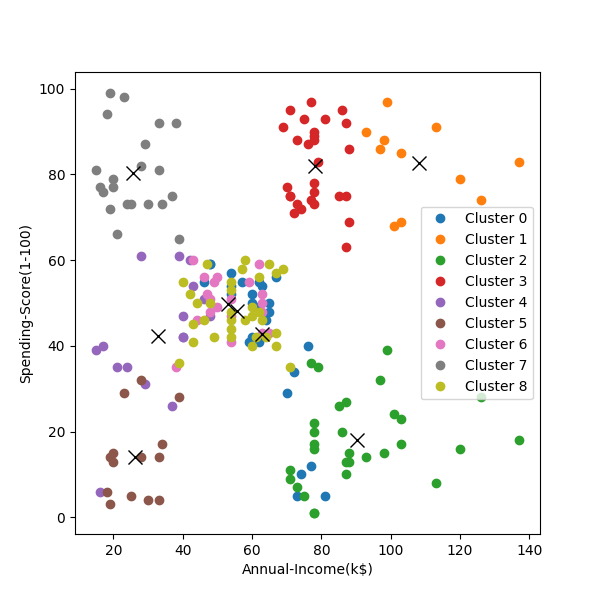 100
80
60
40
20
0
Spending-Score(1-100)
Cluster 0
Cluster 1
Cluster 2
Cluster 3
Cluster 4
Cluster 5
Cluster 6
Cluster 7
Cluster 8
20 40 60 80 100 120 140
Annual-Income(k$)